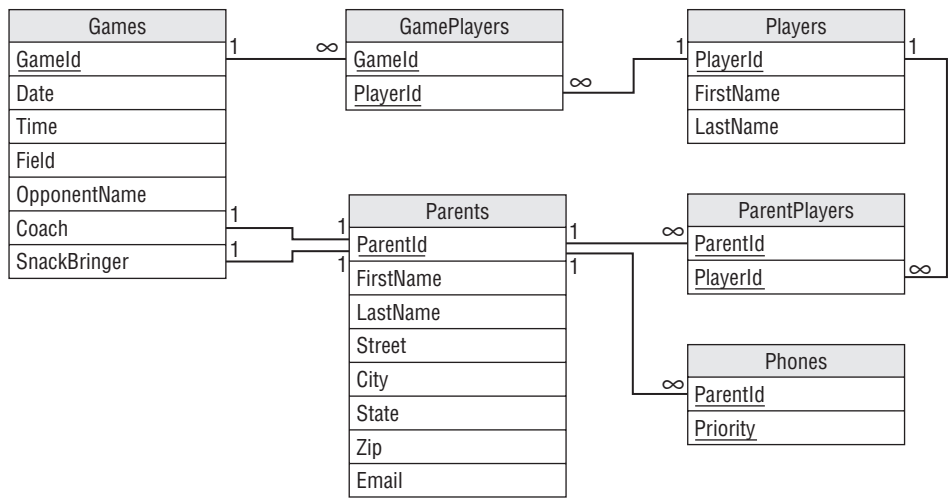 Games
GameId
Date
Time
Field
OpponentName
Coach
SnackBringer
1
1
1
∞
∞
GamePlayers
GameId
PlayerId
1
1
Players
PlayerId
FirstName
LastName
1
1
Parents
ParentId
FirstName
LastName
Street
City
State
Zip
Email
1
1
∞
∞
ParentPlayers
ParentId
PlayerId
∞
Phones
ParentId
Priority